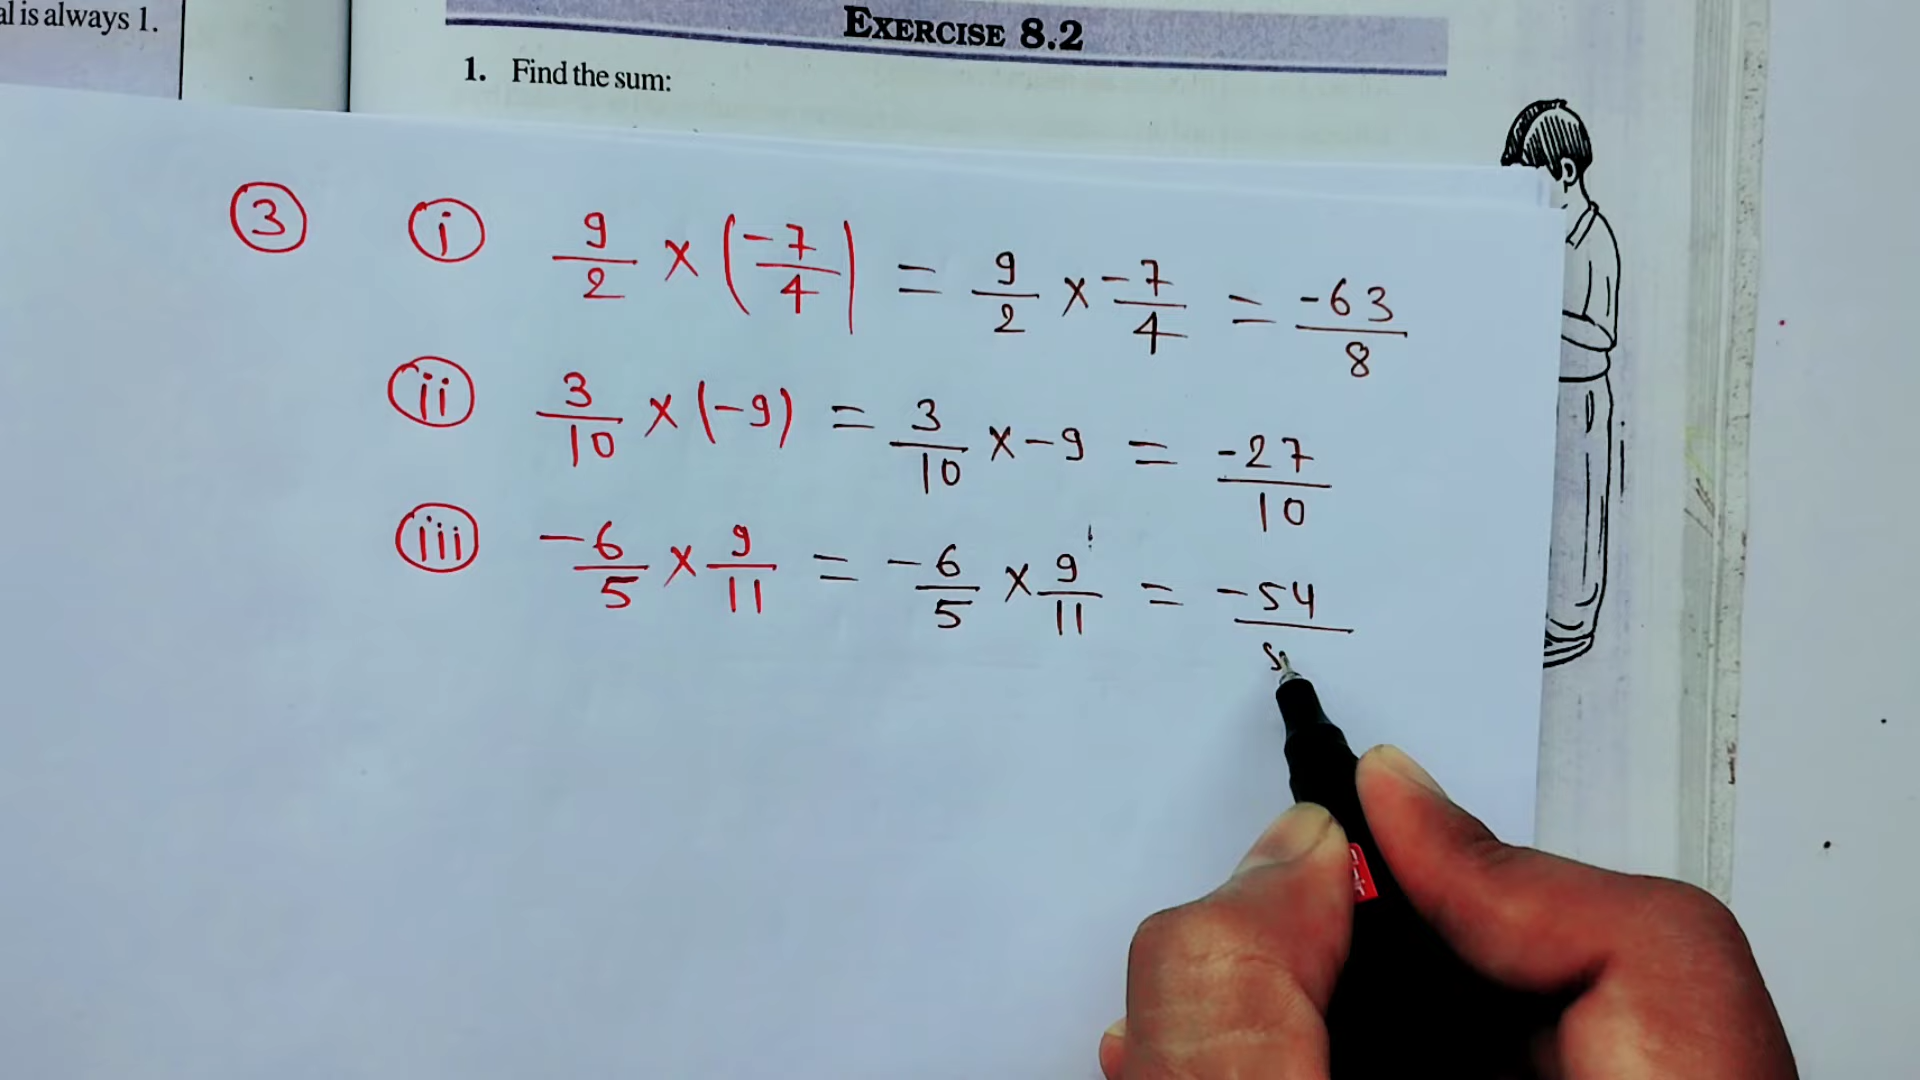 al is always 1.
EXERCISE 8.2
1. Find the sum:
3 i 9/2 × (-7/4) = 9/2 × -7/4 = -63/8
ii 3/10 × (-9) = 3/10 × -9 = -27/10
iii -6/5 × 9/11 = -6/5 × 9/11 = -54/5